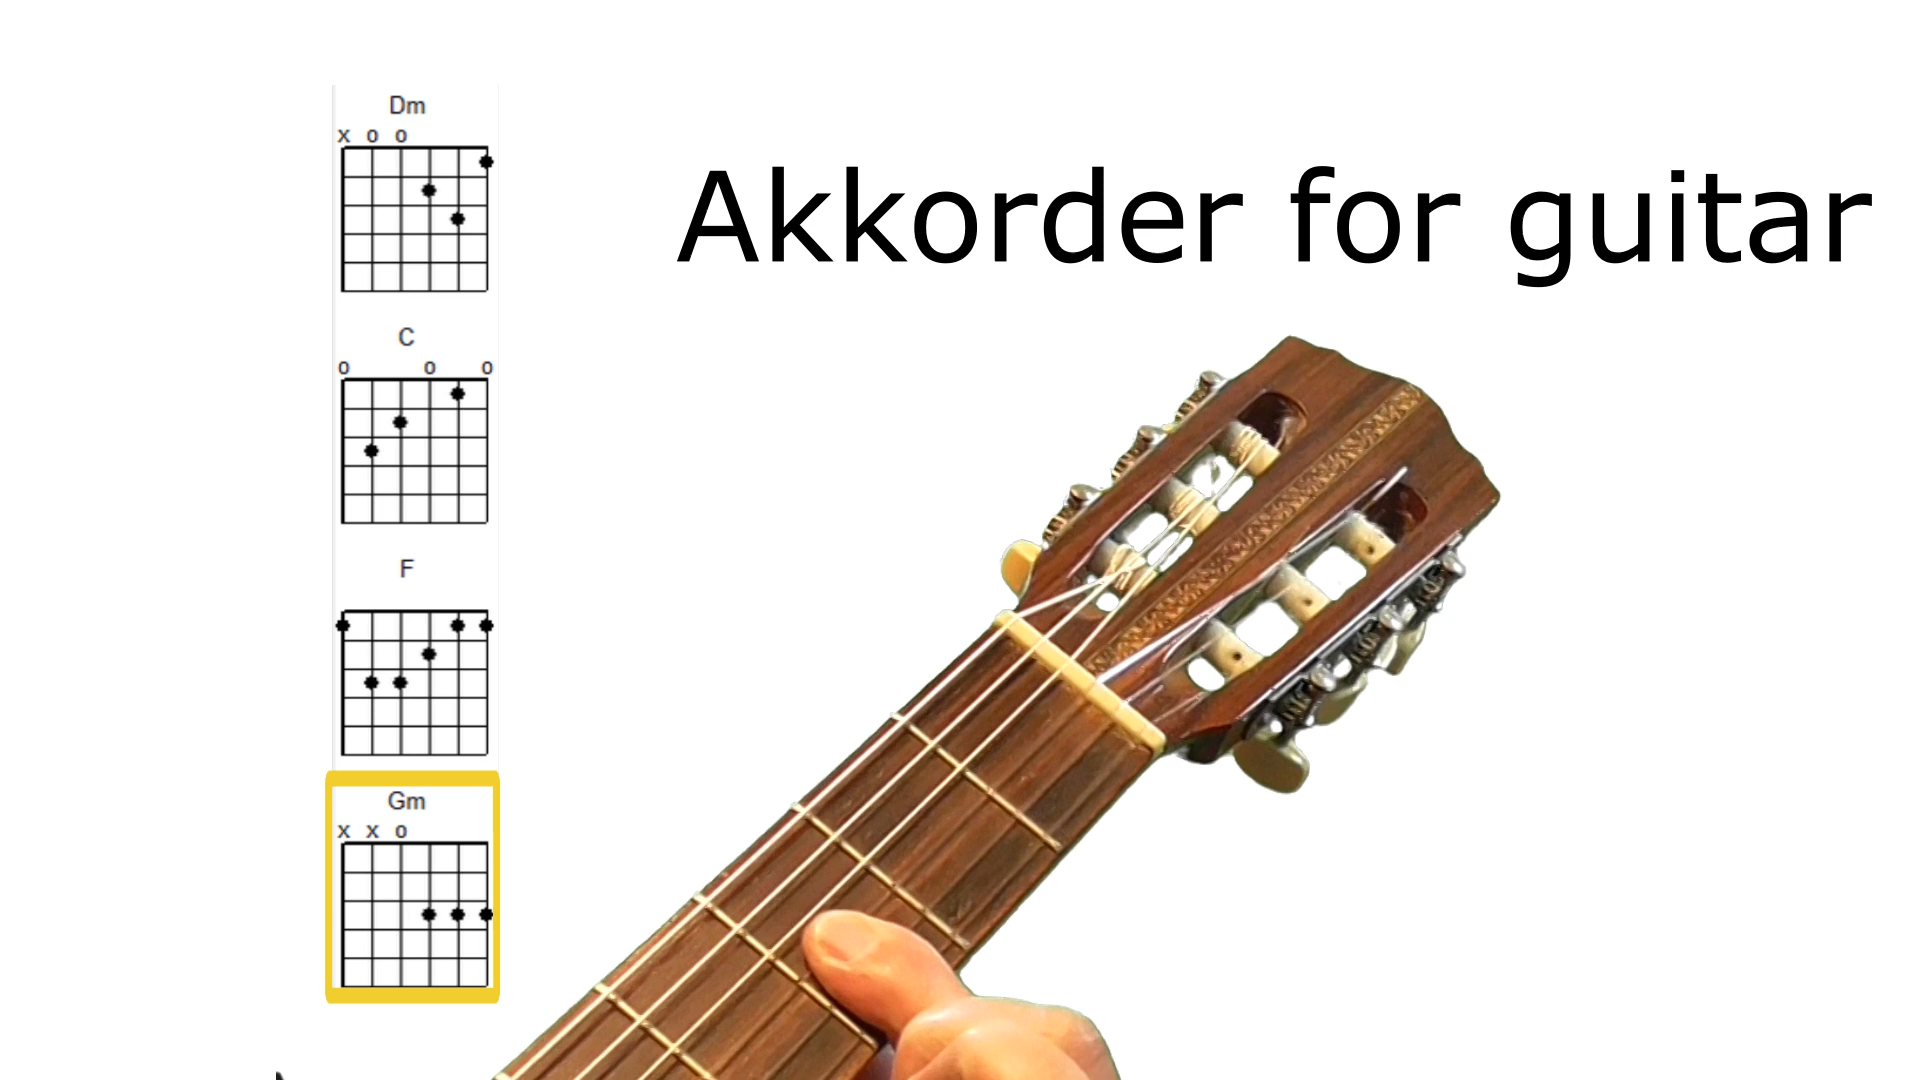 Dm
x o o
Akkorder for guitar
C
o o o
F
Gm
x x o